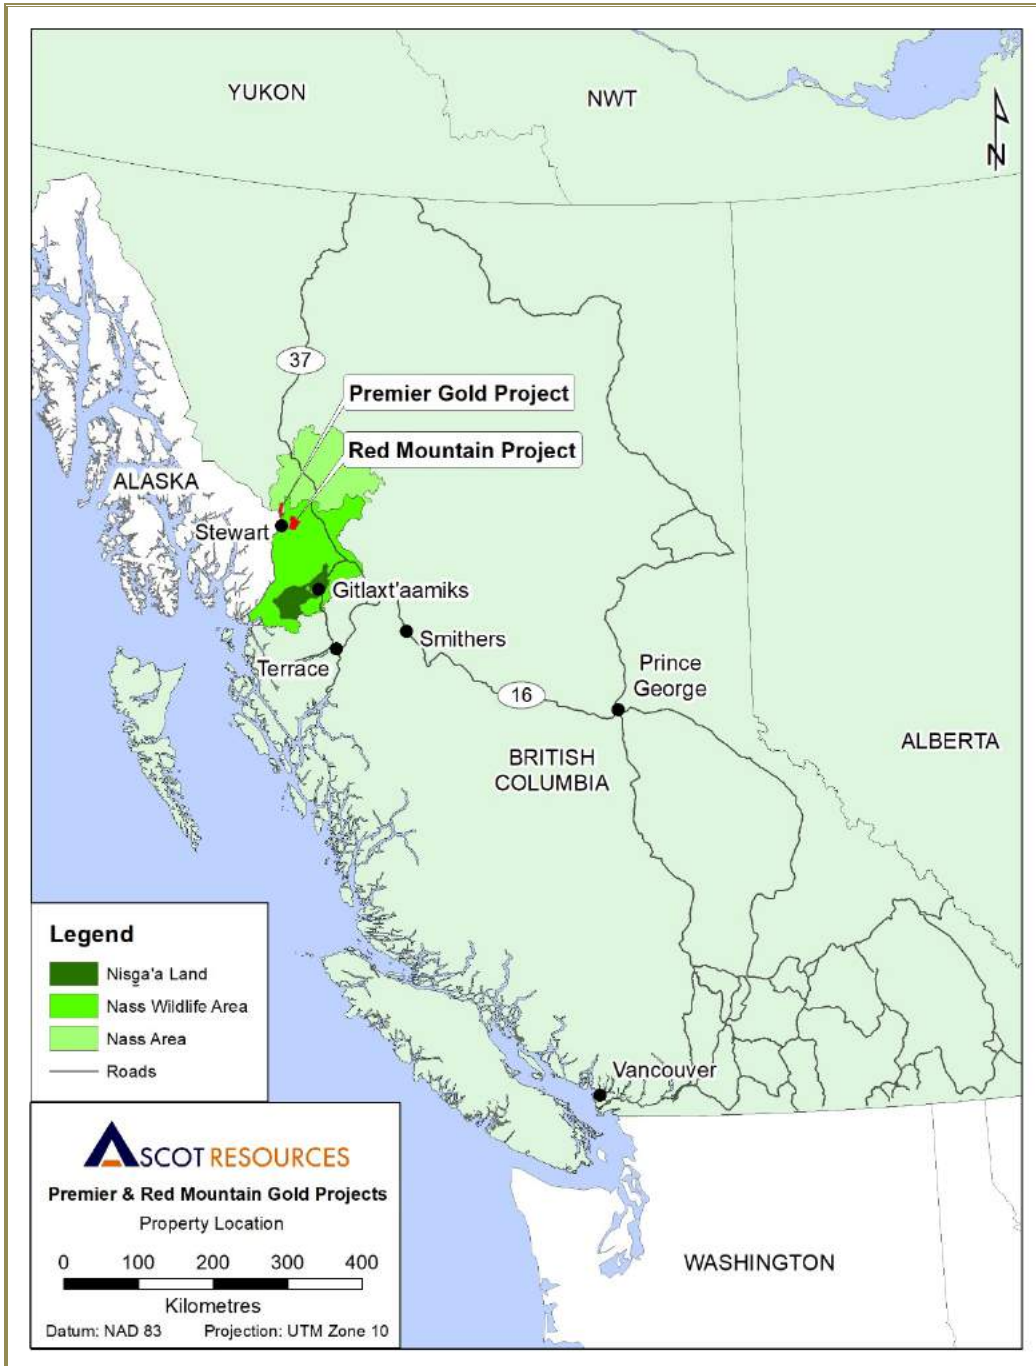 YUKON
NWT
N
37
Premier Gold Project
Red Mountain Project
ALASKA
Stewart
Gitlaxt'aamiks
Smithers
Terrace
Prince
George
16
BRITISH
COLUMBIA
ALBERTA
Legend
Nisga'a Land
Nass Wildlife Area
Nass Area
Roads
Vancouver
ASCOT RESOURCES
Premier & Red Mountain Gold Projects
Property Location
0 100 200 300 400
Kilometres
Datum: NAD 83 Projection: UTM Zone 10
WASHINGTON